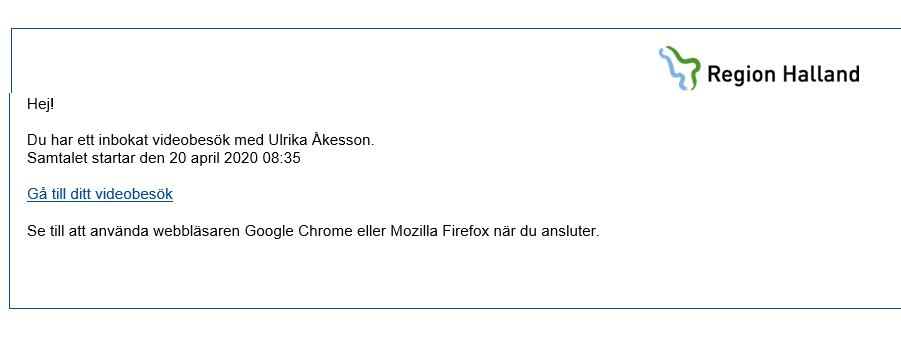 Region Halland
Hej!
Du har ett inbokat videobesök med Ulrika Åkesson.
Samtalet startar den 20 april 2020 08:35
Gå till ditt videobesök
Se till att använda webbläsaren Google Chrome eller Mozilla Firefox när du ansluter.